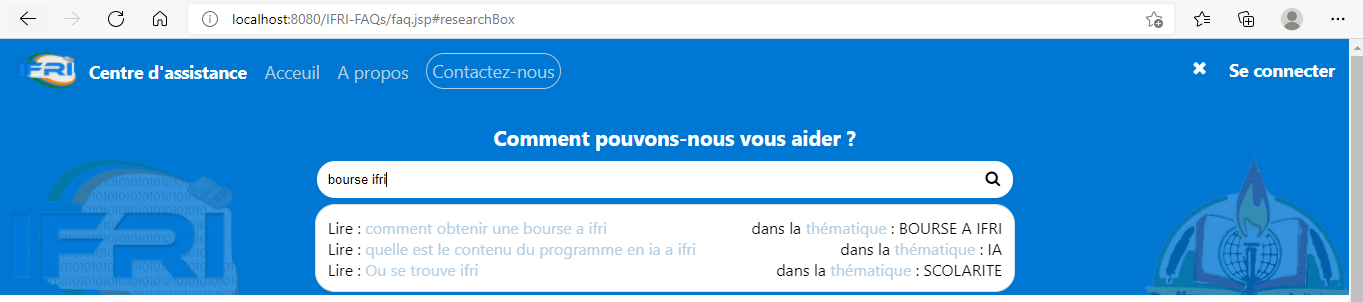 localhost:8080/IFRI-FAQs/faq.jsp#researchBox
IFRI Centre d'assistance Acceuil A propos Contactez-nous Se connecter
Comment pouvons-nous vous aider ?
bourse ifri
Lire : comment obtenir une bourse a ifri dans la thématique : BOURSE A IFRI
Lire : quelle est le contenu du programme en ia a ifri dans la thématique : IA
Lire : Ou se trouve ifri dans la thématique : SCOLARITE
IFRI